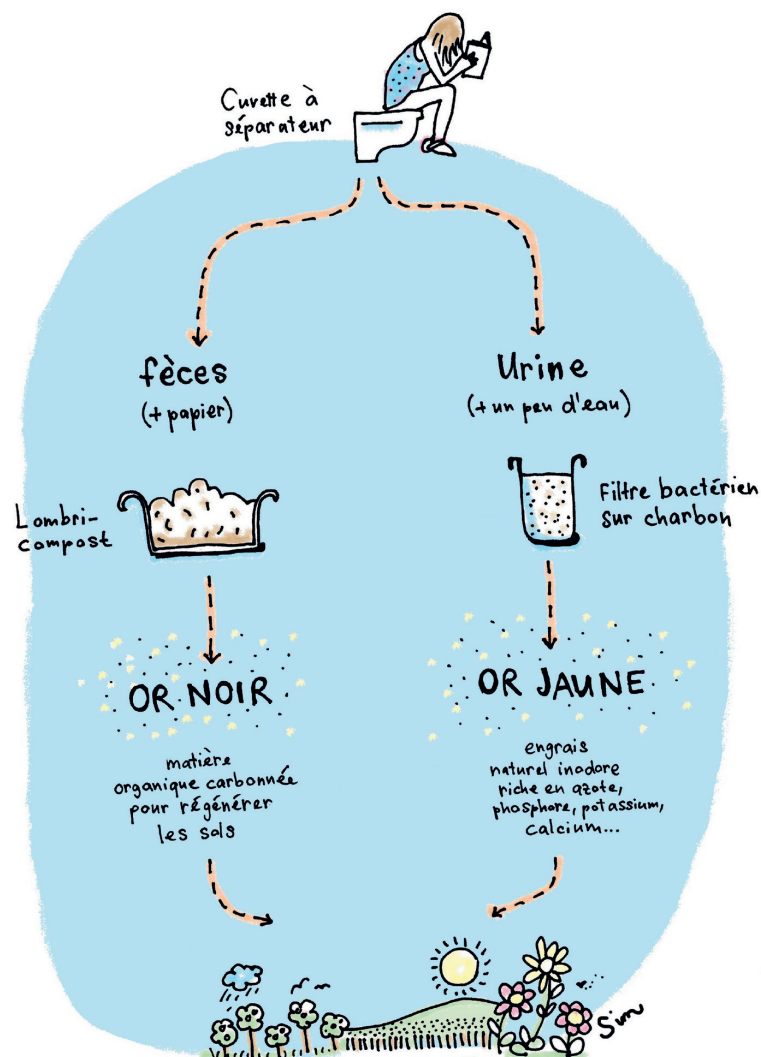 Cuvette à
séparateur
fèces
(+ papier)
Urine
(+ un peu d'eau)
Lombri-
compost
Filtre bactérien
sur charbon
OR NOIR
OR JAUNE
matière
organique carbonnée
pour régénérer
les sols
engrais
naturel inodore
riche en azote,
phosphore, potassium,
calcium...